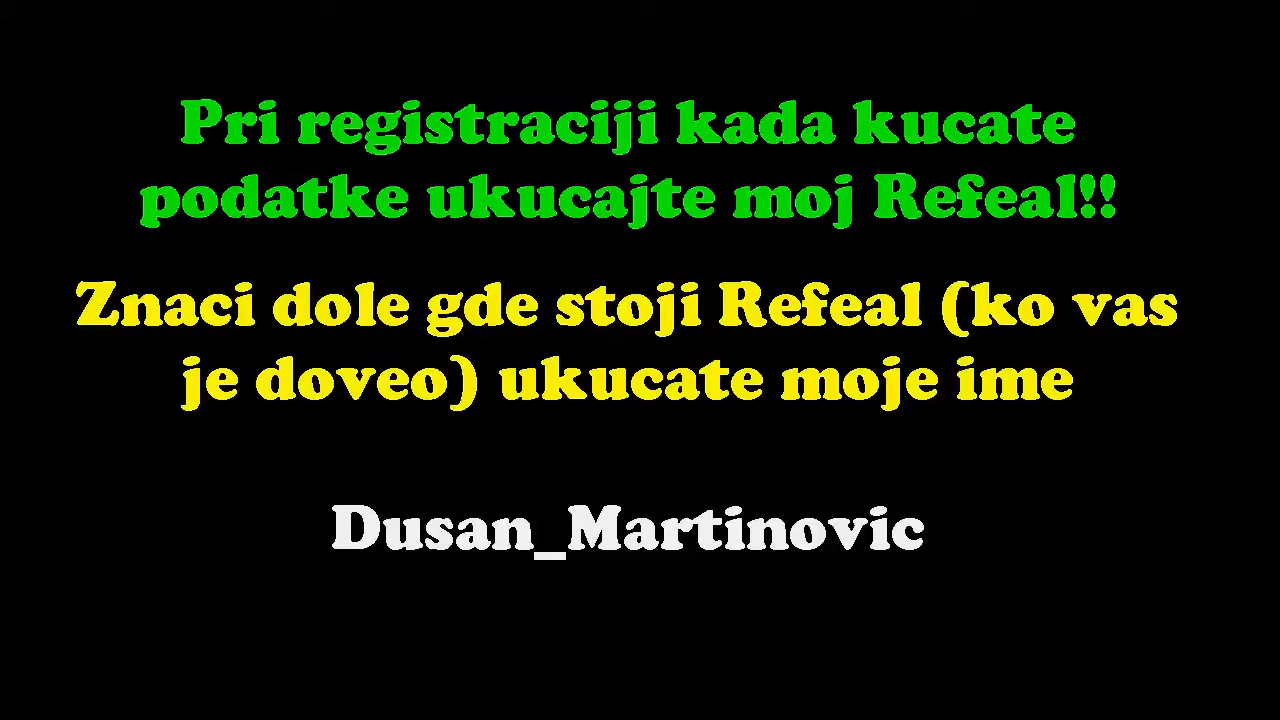 Pri registraciji kada kucate
podatke ukucajte moj Refeal!!
Znaci dole gde stoji Refeal (ko vas
je doveo) ukucate moje ime
Dusan_Martinovic